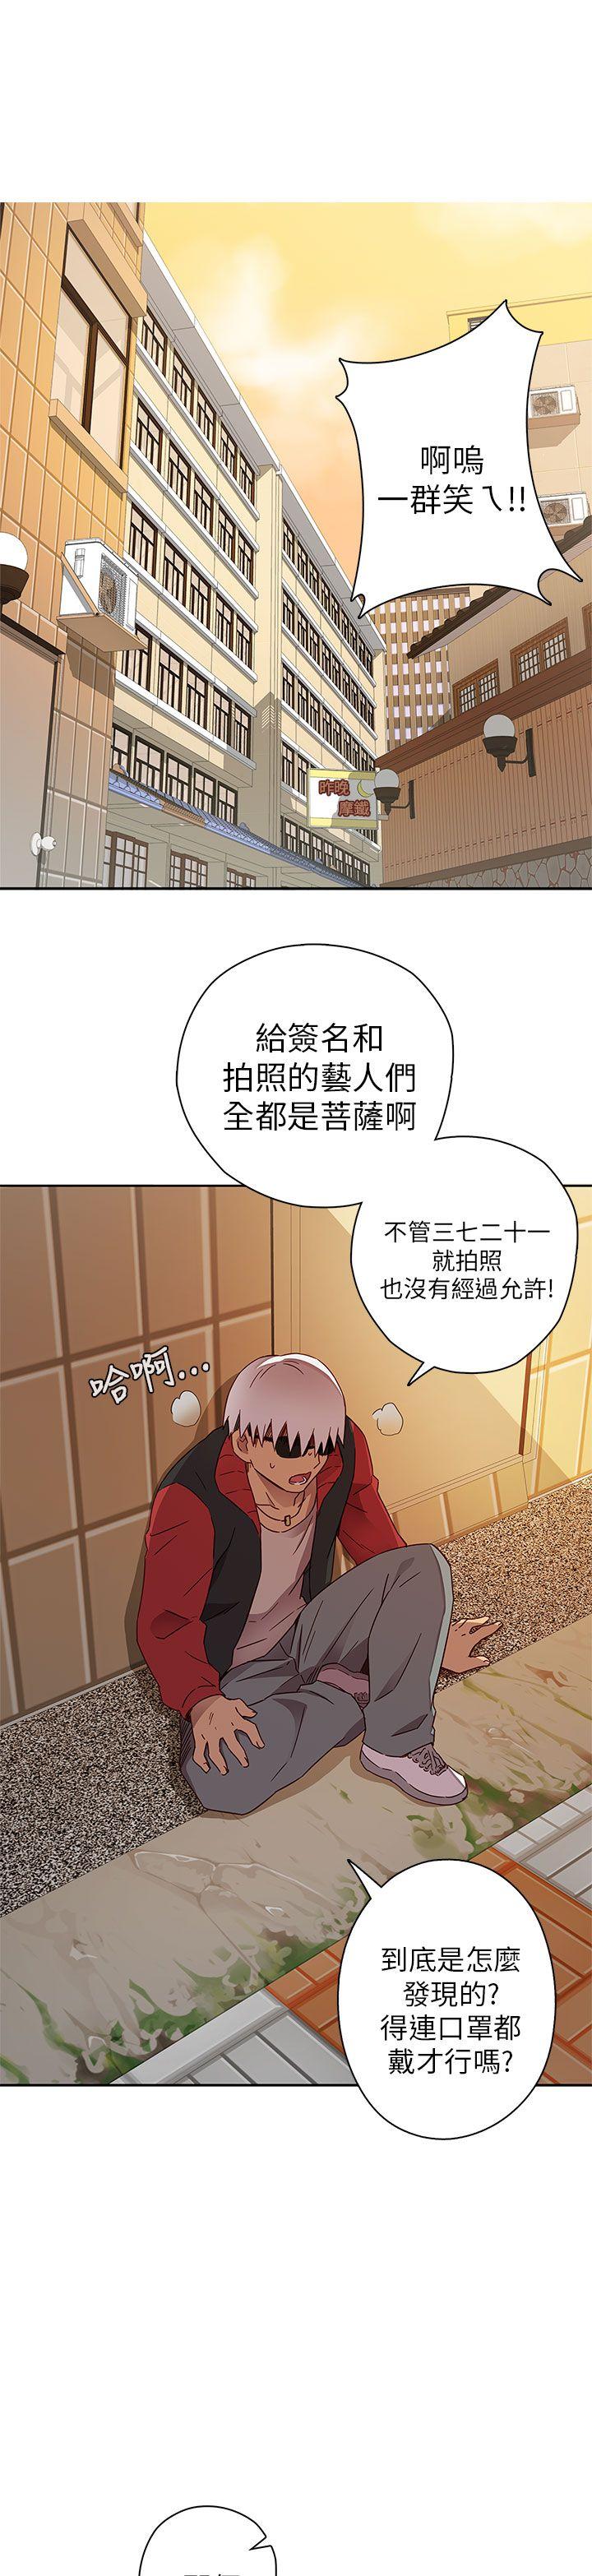 啊嗚
一群笑ㄟ!!
昨晚
摩鐵
給簽名和
拍照的藝人們
全都是菩薩啊
不管三七二十一
就拍照
也沒有經過允許!
哈啊...
到底是怎麼
發現的?
得連口罩都
戴才行嗎?